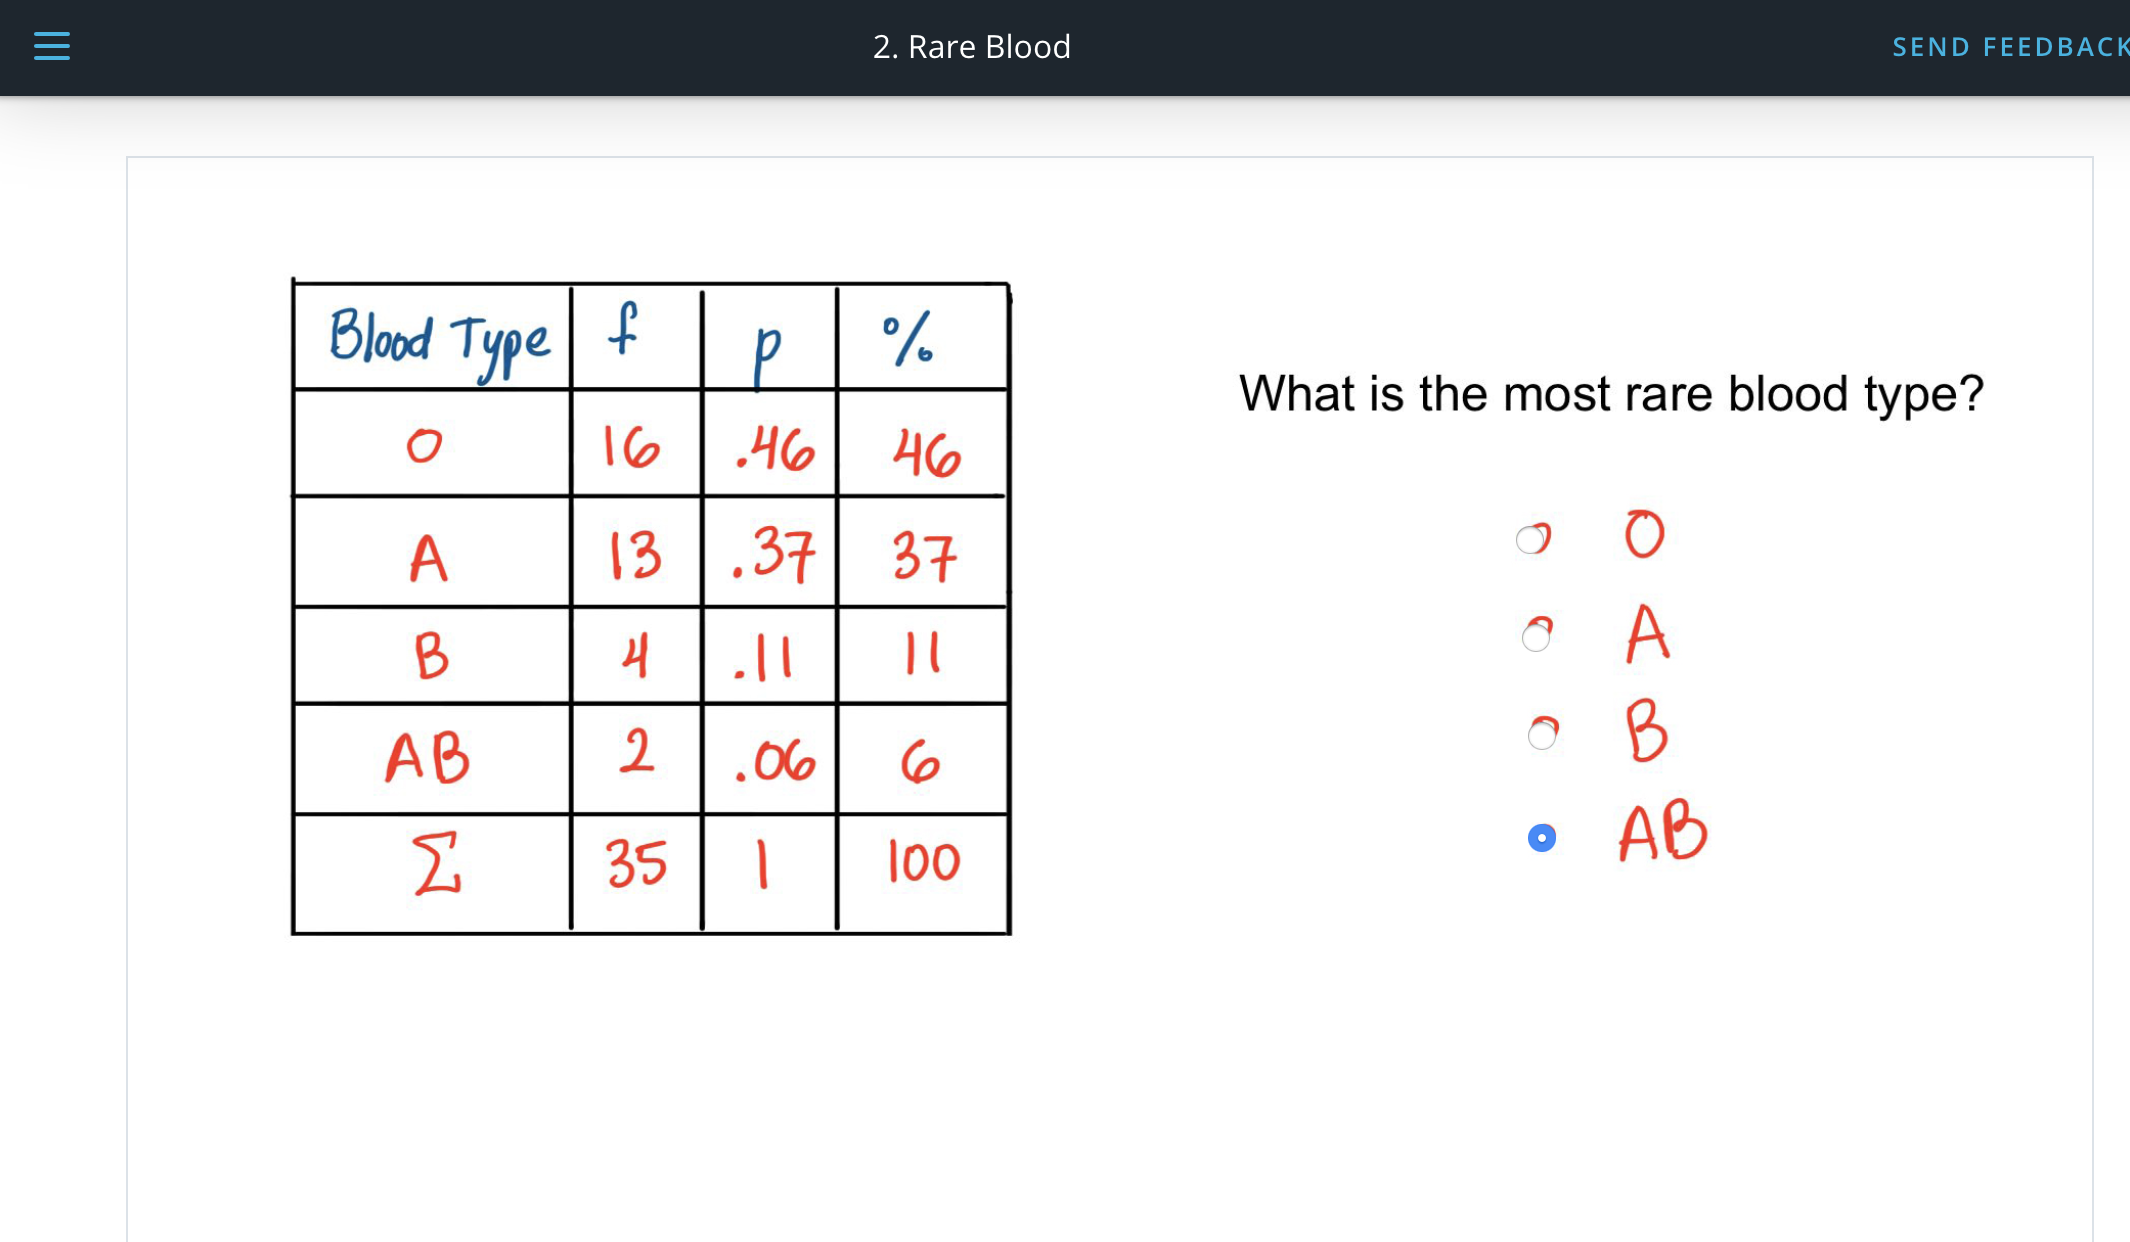 2. Rare Blood
SEND FEEDBACK
Blood Type f p %
O 16 .46 46
A 13 .37 37
B 4 .11 11
AB 2 .06 6
Σ 35 1 100
What is the most rare blood type?
O
A
B
AB